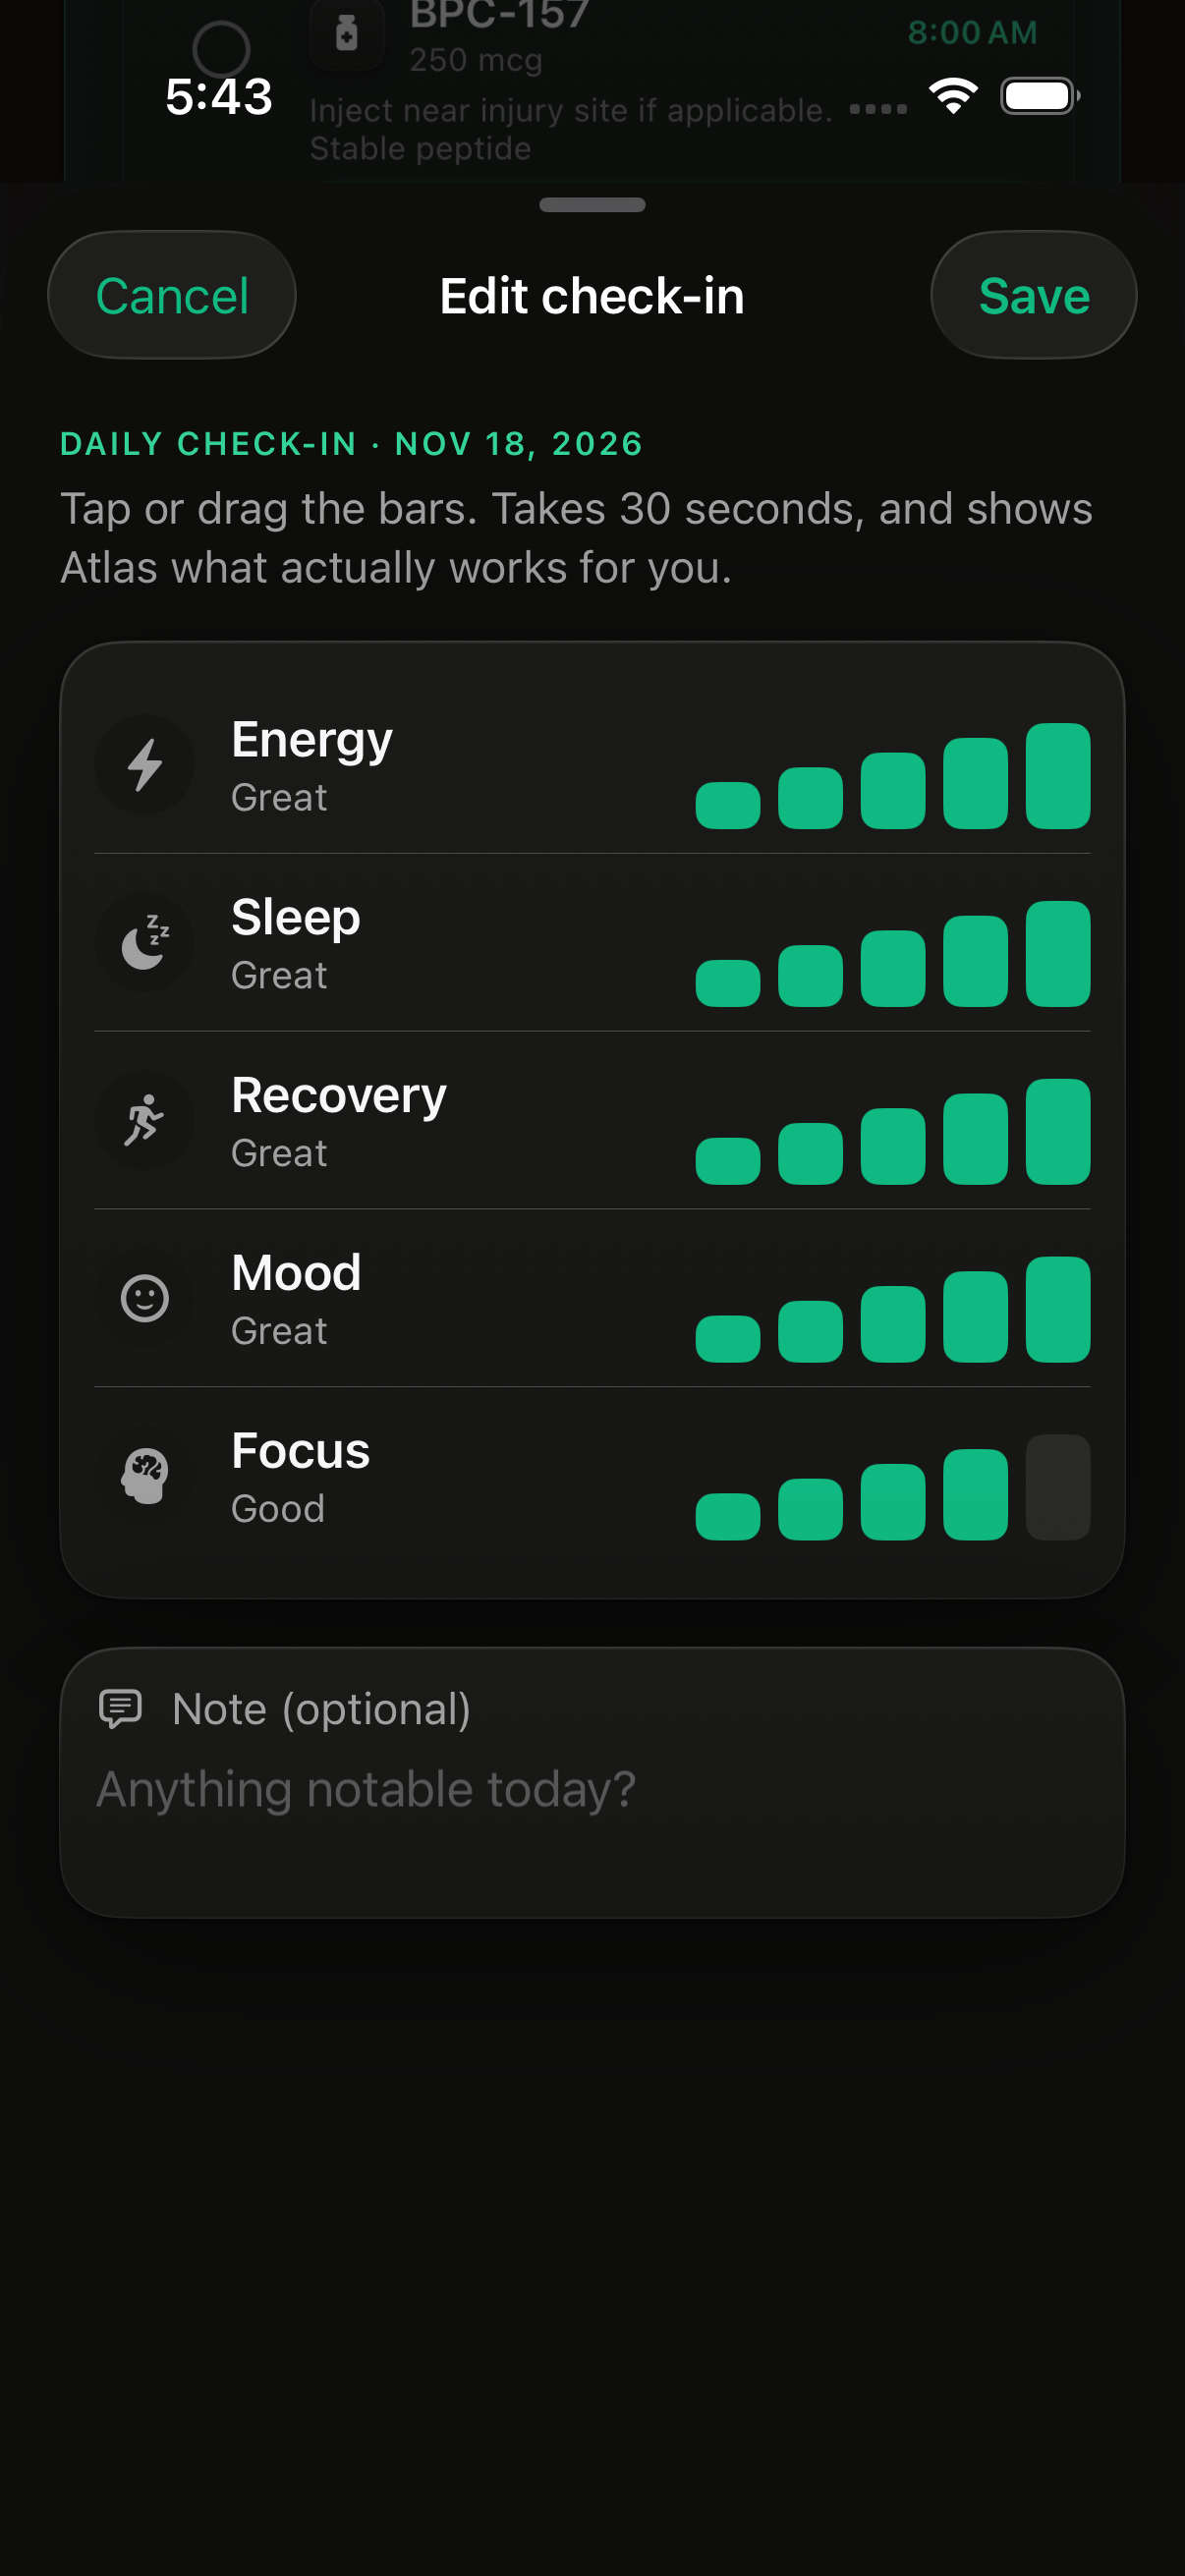 BPC-157
250 mcg
8:00 AM
5:43
Inject near injury site if applicable.
Stable peptide
Cancel
Edit check-in
Save
DAILY CHECK-IN · NOV 18, 2026
Tap or drag the bars. Takes 30 seconds, and shows
Atlas what actually works for you.
Energy
Great
Sleep
Great
Recovery
Great
Mood
Great
Focus
Good
Note (optional)
Anything notable today?